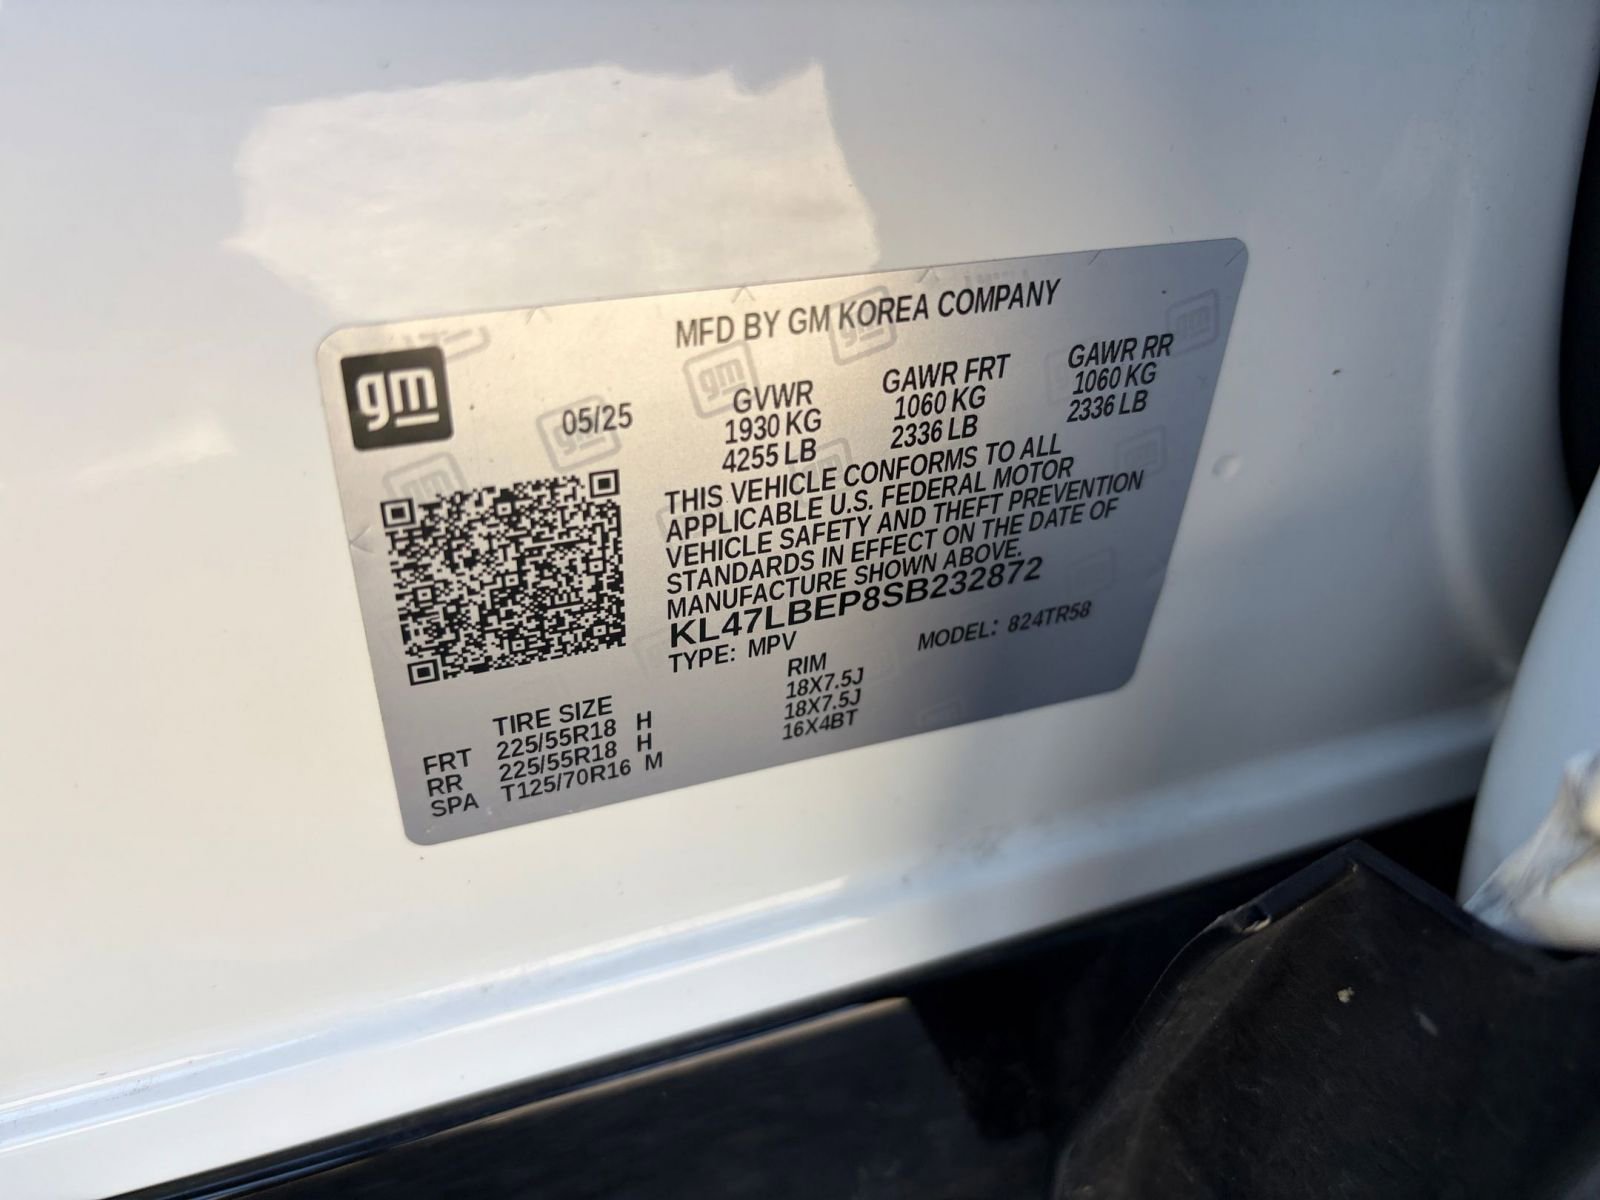 MFD BY GM KOREA COMPANY
gm
05/25
GVWR
1930 KG
4255 LB
GAWR FRT
1060 KG
2336 LB
GAWR RR
1060 KG
2336 LB
THIS VEHICLE CONFORMS TO ALL
APPLICABLE U.S. FEDERAL MOTOR
VEHICLE SAFETY AND THEFT PREVENTION
STANDARDS IN EFFECT ON THE DATE OF
MANUFACTURE SHOWN ABOVE.
KL47LBEP8SB232872
TYPE: MPV MODEL: 824TR58
TIRE SIZE RIM
FRT 225/55R18 H 18X7.5J
RR 225/55R18 H 18X7.5J
SPA T125/70R16 M 16X4BT